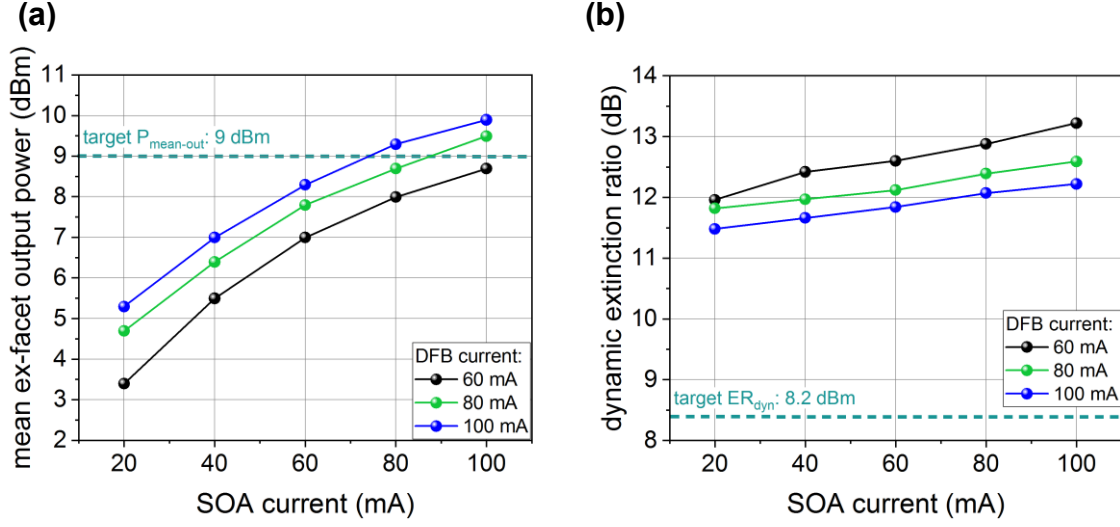 (a)
mean ex-facet output power (dBm)
11
10
9
8
7
6
5
4
3
2
target Pmean-out: 9 dBm
DFB current:
60 mA
80 mA
100 mA
20 40 60 80 100
SOA current (mA)
(b)
dynamic extinction ratio (dB)
14
13
12
11
10
9
8
DFB current:
60 mA
80 mA
100 mA
target ERdyn: 8.2 dBm
20 40 60 80 100
SOA current (mA)